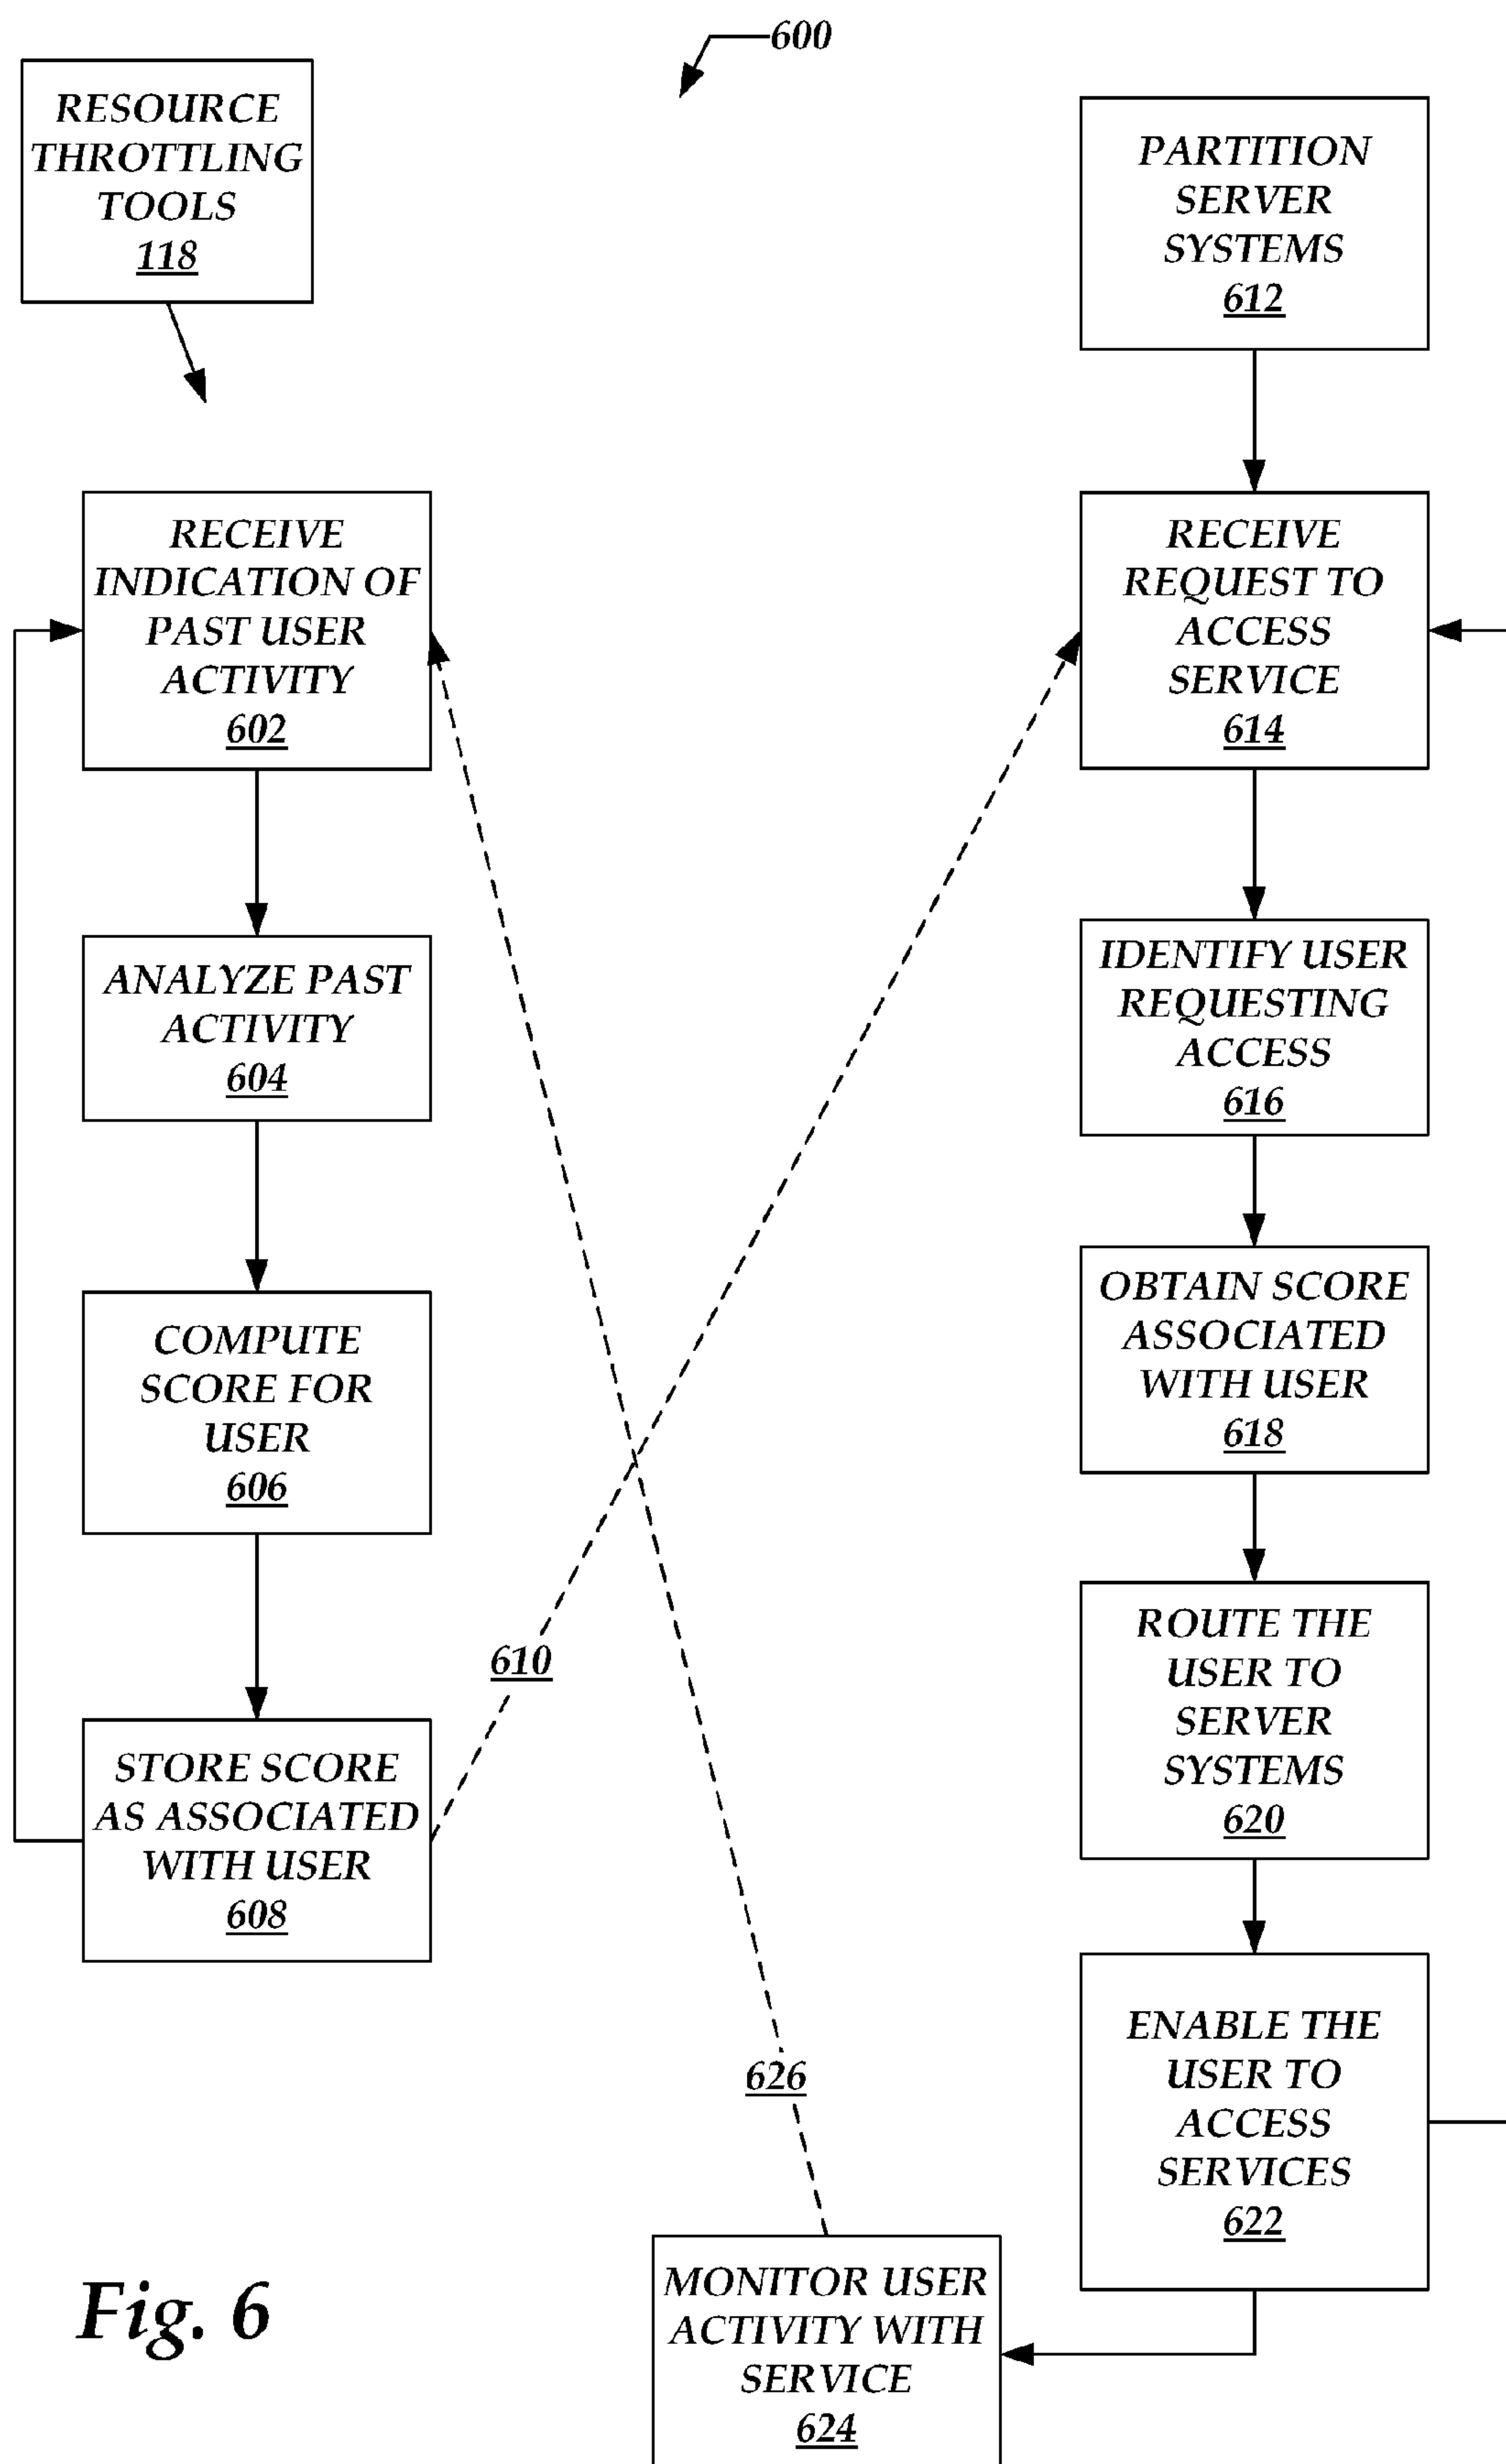 600
RESOURCE
THROTTLING
TOOLS
118
RECEIVE
INDICATION OF
PAST USER
ACTIVITY
602
ANALYZE PAST
ACTIVITY
604
COMPUTE
SCORE FOR
USER
606
STORE SCORE
AS ASSOCIATED
WITH USER
608
610
PARTITION
SERVER
SYSTEMS
612
RECEIVE
REQUEST TO
ACCESS
SERVICE
614
IDENTIFY USER
REQUESTING
ACCESS
616
OBTAIN SCORE
ASSOCIATED
WITH USER
618
ROUTE THE
USER TO
SERVER
SYSTEMS
620
ENABLE THE
USER TO
ACCESS
SERVICES
622
MONITOR USER
ACTIVITY WITH
SERVICE
624
626
Fig. 6